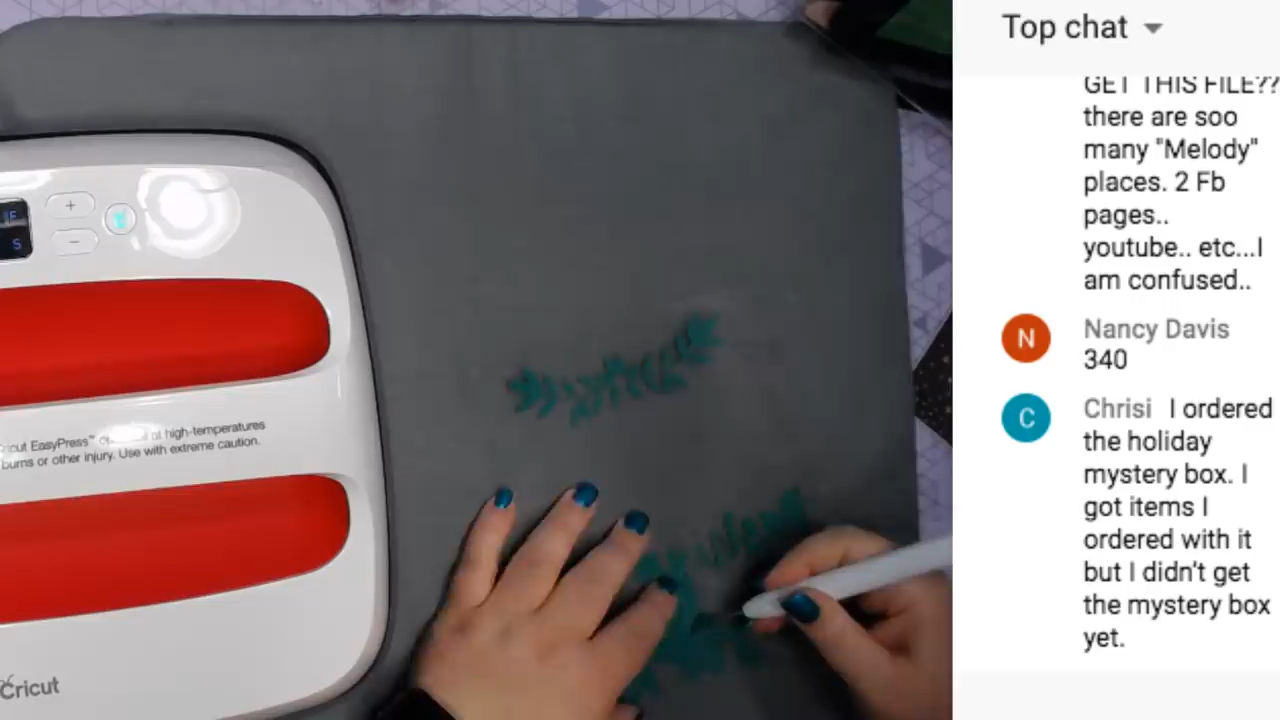 Top chat
GET THIS FILE??
there are soo
many "Melody"
places. 2 Fb
pages..
youtube.. etc...I
am confused..
N
Nancy Davis
340
C
Chrisi I ordered
the holiday
mystery box. I
got items I
ordered with it
but I didn't get
the mystery box
yet.
+
F
−
S
EasyPress™ at high-temperatures
burns or other injury. Use with extreme caution.
Cricut